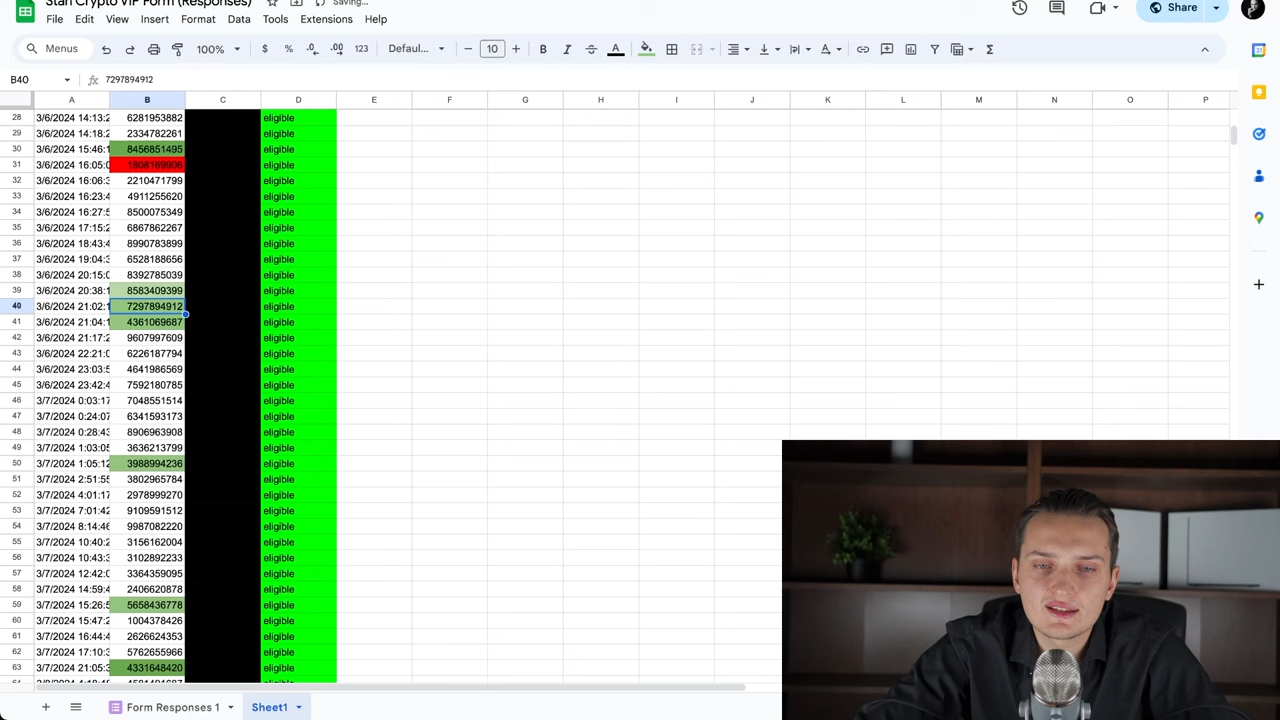 Stan Crypto VIP Form (Responses) Saving...
File Edit View Insert Format Data Tools Extensions Help
Share
Menus 100% $ % .0 .00 123 Defaul... 10 B I A
B40 fx 7297894912
A B C D E F G H I J K L M N O P
28 3/6/2024 14:13:2 6281953882 eligible
29 3/6/2024 14:18:2 2334782261 eligible
30 3/6/2024 15:46:1 8456851495 eligible
31 3/6/2024 16:05:0 1808169906 eligible
32 3/6/2024 16:06:3 2210471799 eligible
33 3/6/2024 16:23:4 4911255620 eligible
34 3/6/2024 16:27:5 8500075349 eligible
35 3/6/2024 17:15:2 6867862267 eligible
36 3/6/2024 18:43:4 8990783899 eligible
37 3/6/2024 19:04:3 6528188656 eligible
38 3/6/2024 20:15:0 8392785039 eligible
39 3/6/2024 20:38:1 8583409399 eligible
40 3/6/2024 21:02:1 7297894912 eligible
41 3/6/2024 21:04:1 4361069687 eligible
42 3/6/2024 21:17:2 9607997609 eligible
43 3/6/2024 22:21:0 6226187794 eligible
44 3/6/2024 23:03:5 4641986569 eligible
45 3/6/2024 23:42:4 7592180785 eligible
46 3/7/2024 0:03:17 7048551514 eligible
47 3/7/2024 0:24:07 6341593173 eligible
48 3/7/2024 0:28:43 8906963908 eligible
49 3/7/2024 1:03:05 3636213799 eligible
50 3/7/2024 1:05:12 3988994236 eligible
51 3/7/2024 2:51:55 3802965784 eligible
52 3/7/2024 4:01:17 2978999270 eligible
53 3/7/2024 7:01:42 9109591512 eligible
54 3/7/2024 8:14:46 9987082220 eligible
55 3/7/2024 10:40:2 3156162004 eligible
56 3/7/2024 10:43:3 3102892233 eligible
57 3/7/2024 12:42:0 3364359095 eligible
58 3/7/2024 14:59:4 2406620878 eligible
59 3/7/2024 15:26:5 5658436778 eligible
60 3/7/2024 15:47:2 1004378426 eligible
61 3/7/2024 16:44:4 2626624353 eligible
62 3/7/2024 17:10:3 5762655966 eligible
63 3/7/2024 21:05:3 4331648420 eligible
Form Responses 1 Sheet1